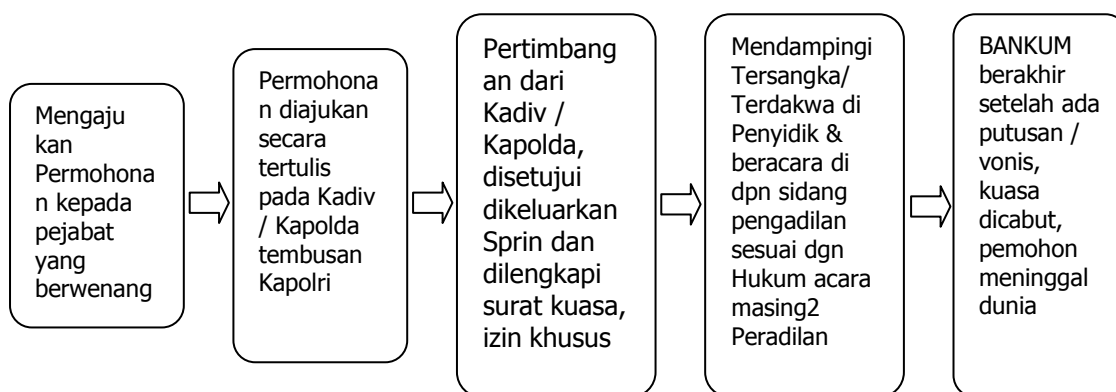 Mengaju
kan
Permohona
n kepada
pejabat
yang
berwenang
Permohona
n diajukan
secara
tertulis
pada Kadiv
/ Kapolda
tembusan
Kapolri
Pertimbang
an dari
Kadiv /
Kapolda,
disetujui
dikeluarkan
Sprin dan
dilengkapi
surat kuasa,
izin khusus
Mendampingi
Tersangka/
Terdakwa di
Penyidik &
beracara di
dpn sidang
pengadilan
sesuai dgn
Hukum acara
masing2
Peradilan
BANKUM
berakhir
setelah ada
putusan /
vonis,
kuasa
dicabut,
pemohon
meninggal
dunia